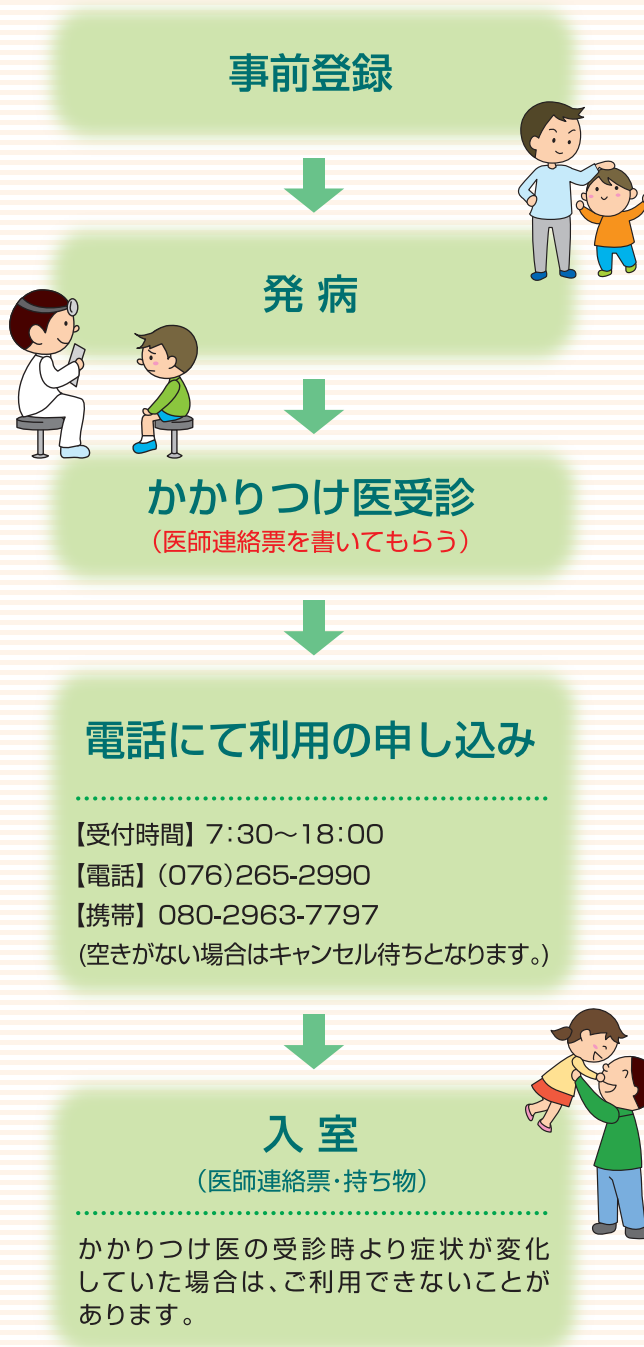 事前登録
発 病
かかりつけ医受診
（医師連絡票を書いてもらう）
電話にて利用の申し込み
【受付時間】 7：30〜18：00
【電話】 (076)265-2990
【携帯】 080-2963-7797
(空きがない場合はキャンセル待ちとなります。)
入 室
（医師連絡票・持ち物）
かかりつけ医の受診時より症状が変化
していた場合は、ご利用できないことが
あります。